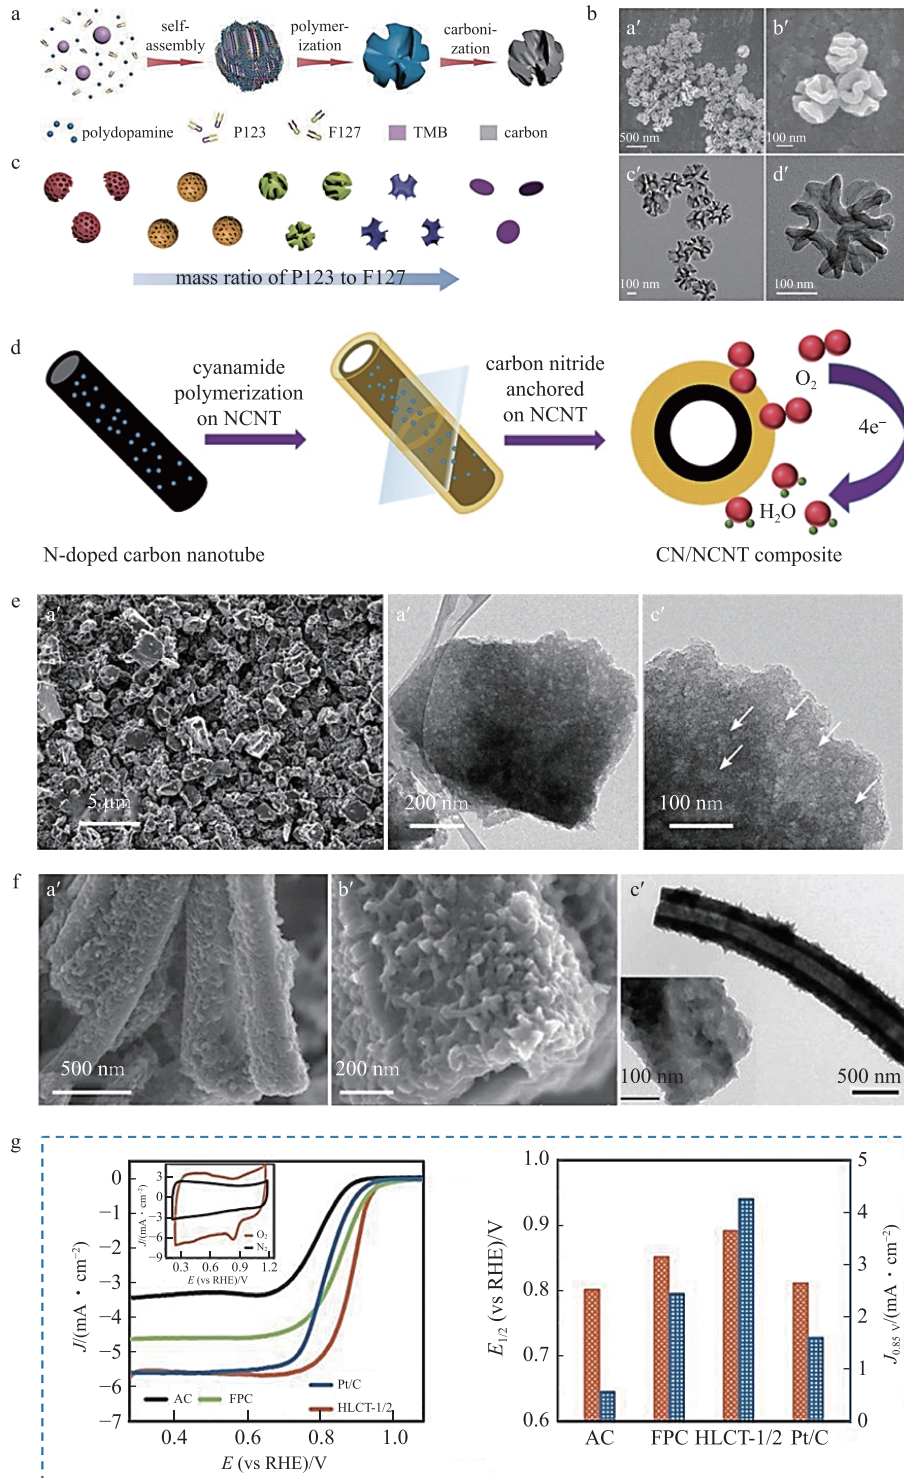 a
self-
assembly
polymer-
ization
carboni-
zation
polydopamine
P123
F127
TMB
carbon
b
a′
500 nm
b′
100 nm
c′
100 nm
d′
100 nm
c
mass ratio of P123 to F127
d
cyanamide
polymerization
on NCNT
carbon nitride
anchored
on NCNT
O₂
4e⁻
H₂O
N-doped carbon nanotube
CN/NCNT composite
e
a′
5 μm
a′
200 nm
c′
100 nm
f
a′
500 nm
b′
200 nm
c′
100 nm
500 nm
g
0
−1
−2
−3
−4
−5
−6
−7
J/(mA · cm⁻²)
0.4
0.6
0.8
1.0
E (vs RHE)/V
3
0
−3
−6
−9
J/(mA · cm⁻²)
O₂
N₂
0.3
0.6
0.9
1.2
E (vs RHE)/V
AC
FPC
Pt/C
HLCT-1/2
1.0
0.9
0.8
0.7
0.6
E₁/₂ (vs RHE)/V
5
4
3
2
1
0
J₀.₈₅ V/(mA · cm⁻²)
AC
FPC
HLCT-1/2
Pt/C